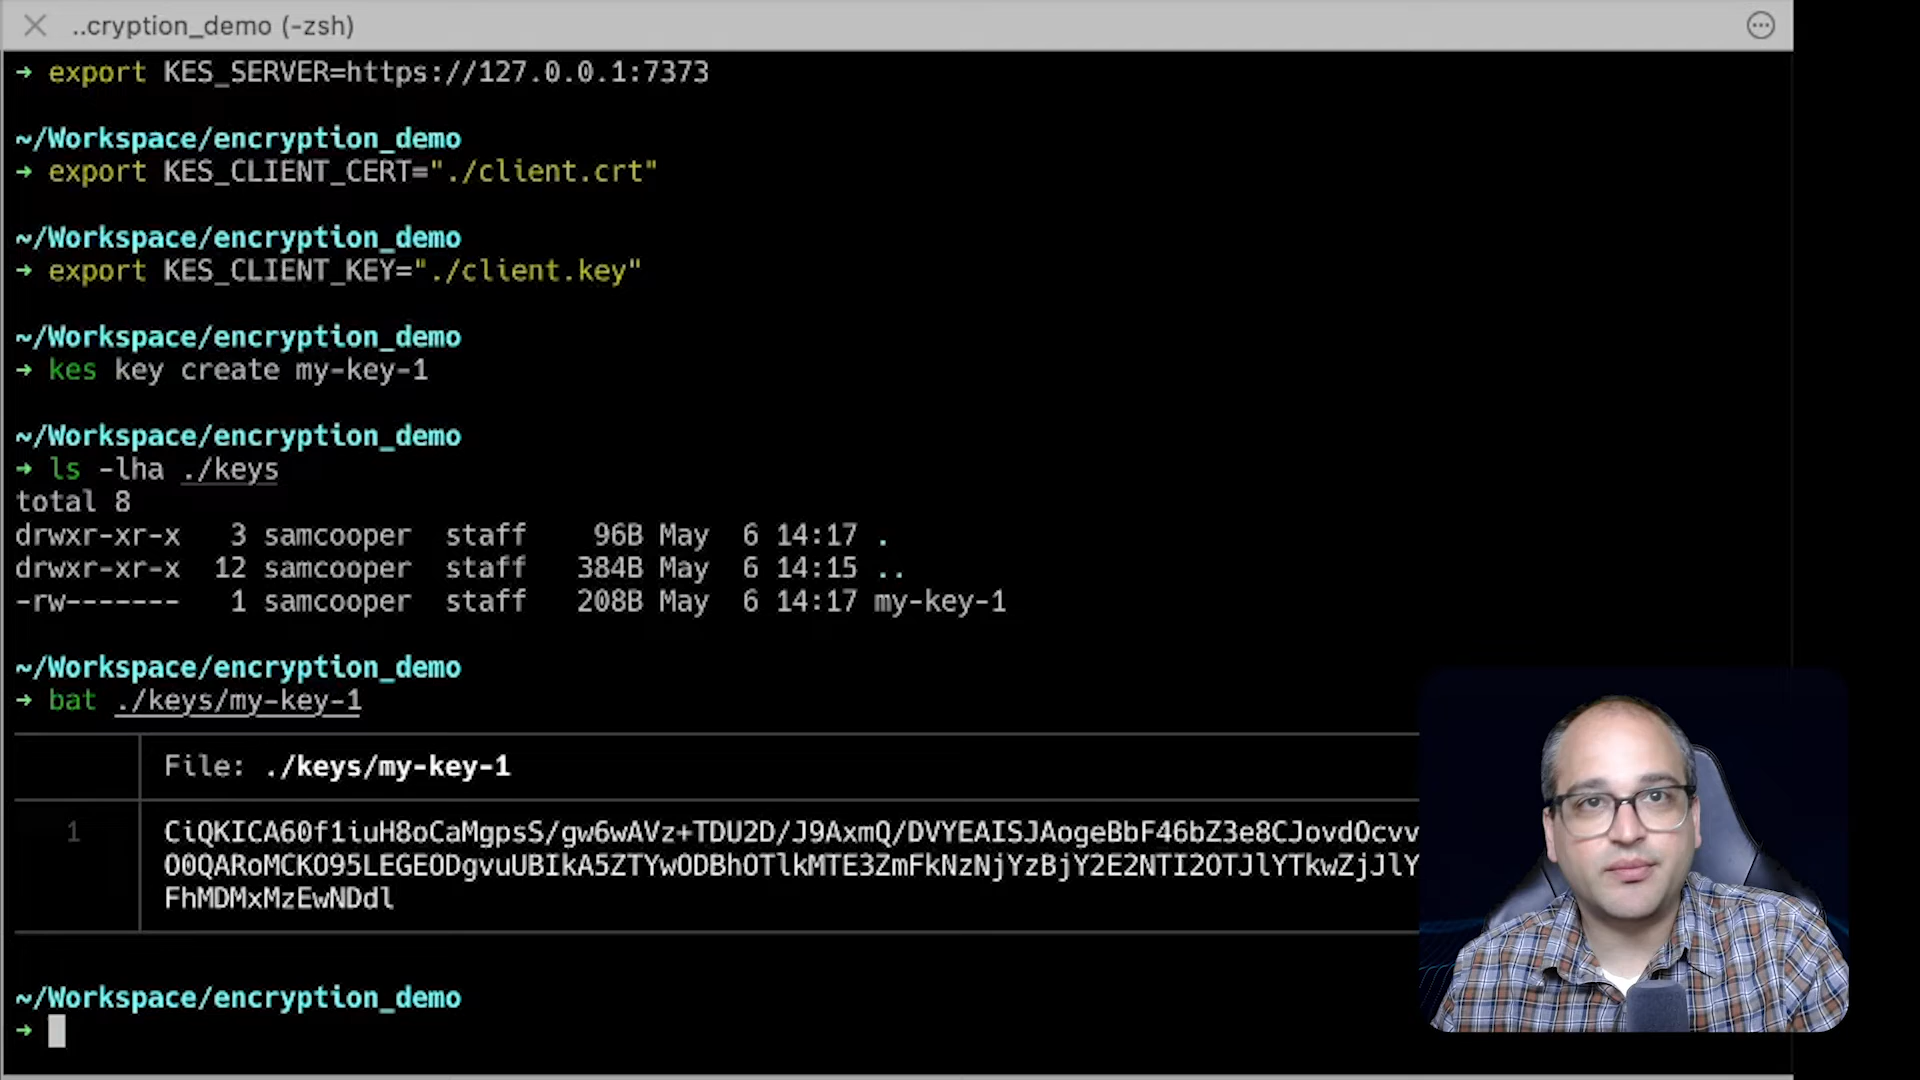 ..cryption_demo (-zsh)
→ export KES_SERVER=https://127.0.0.1:7373
~/Workspace/encryption_demo
→ export KES_CLIENT_CERT="./client.crt"
~/Workspace/encryption_demo
→ export KES_CLIENT_KEY="./client.key"
~/Workspace/encryption_demo
→ kes key create my-key-1
~/Workspace/encryption_demo
→ ls -lha ./keys
total 8
drwxr-xr-x 3 samcooper staff 96B May 6 14:17 .
drwxr-xr-x 12 samcooper staff 384B May 6 14:15 ..
-rw------- 1 samcooper staff 208B May 6 14:17 my-key-1
~/Workspace/encryption_demo
→ bat ./keys/my-key-1
File: ./keys/my-key-1
1 CiQKICA60f1iuH8oCaMgpsS/gw6wAVz+TDU2D/J9AxmQ/DVYEAISJAogeBbF46bZ3e8CJovdOcvv
O0QARoMCKO95LEGEODgvuUBIkA5ZTYwODBhOTlkMTE3ZmFkNzNjYzBjY2E2NTI2OTJlYTkwZjJlY
FhMDMxMzEwNDdl
~/Workspace/encryption_demo
→